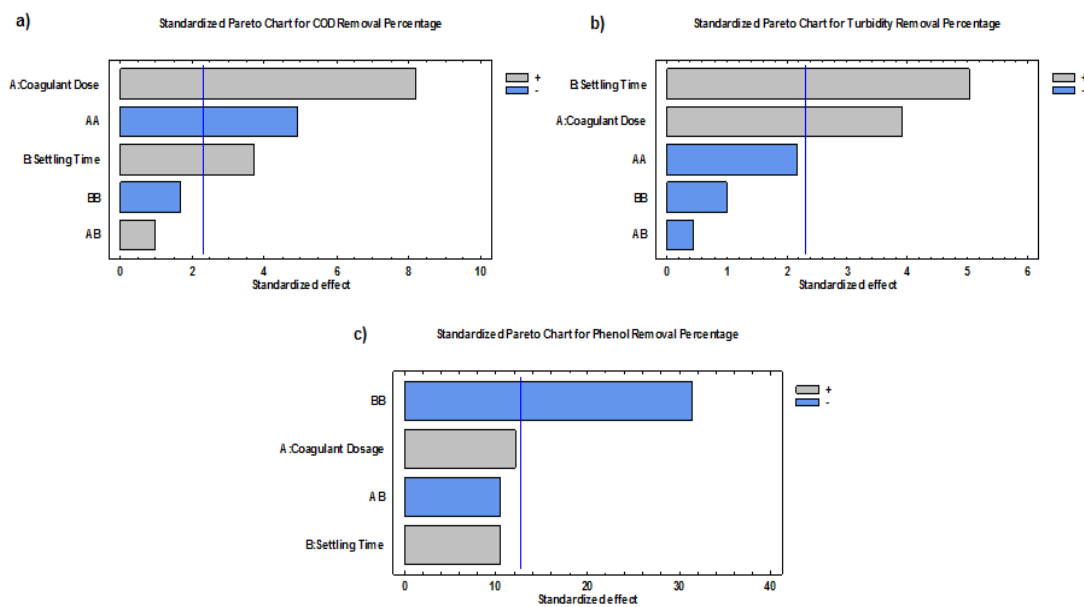 a)
Standardized Pareto Chart for COD Removal Percentage
A:Coagulant Dose
AA
B:Settling Time
BB
AB
+
-
0 2 4 6 8 10
Standardized effect
b)
Standardized Pareto Chart for Turbidity Removal Percentage
B:Settling Time
A:Coagulant Dose
AA
BB
AB
+
-
0 1 2 3 4 5 6
Standardized effect
c)
Standardized Pareto Chart for Phenol Removal Percentage
BB
A:Coagulant Dosage
AB
B:Settling Time
+
-
0 10 20 30 40
Standardized effect